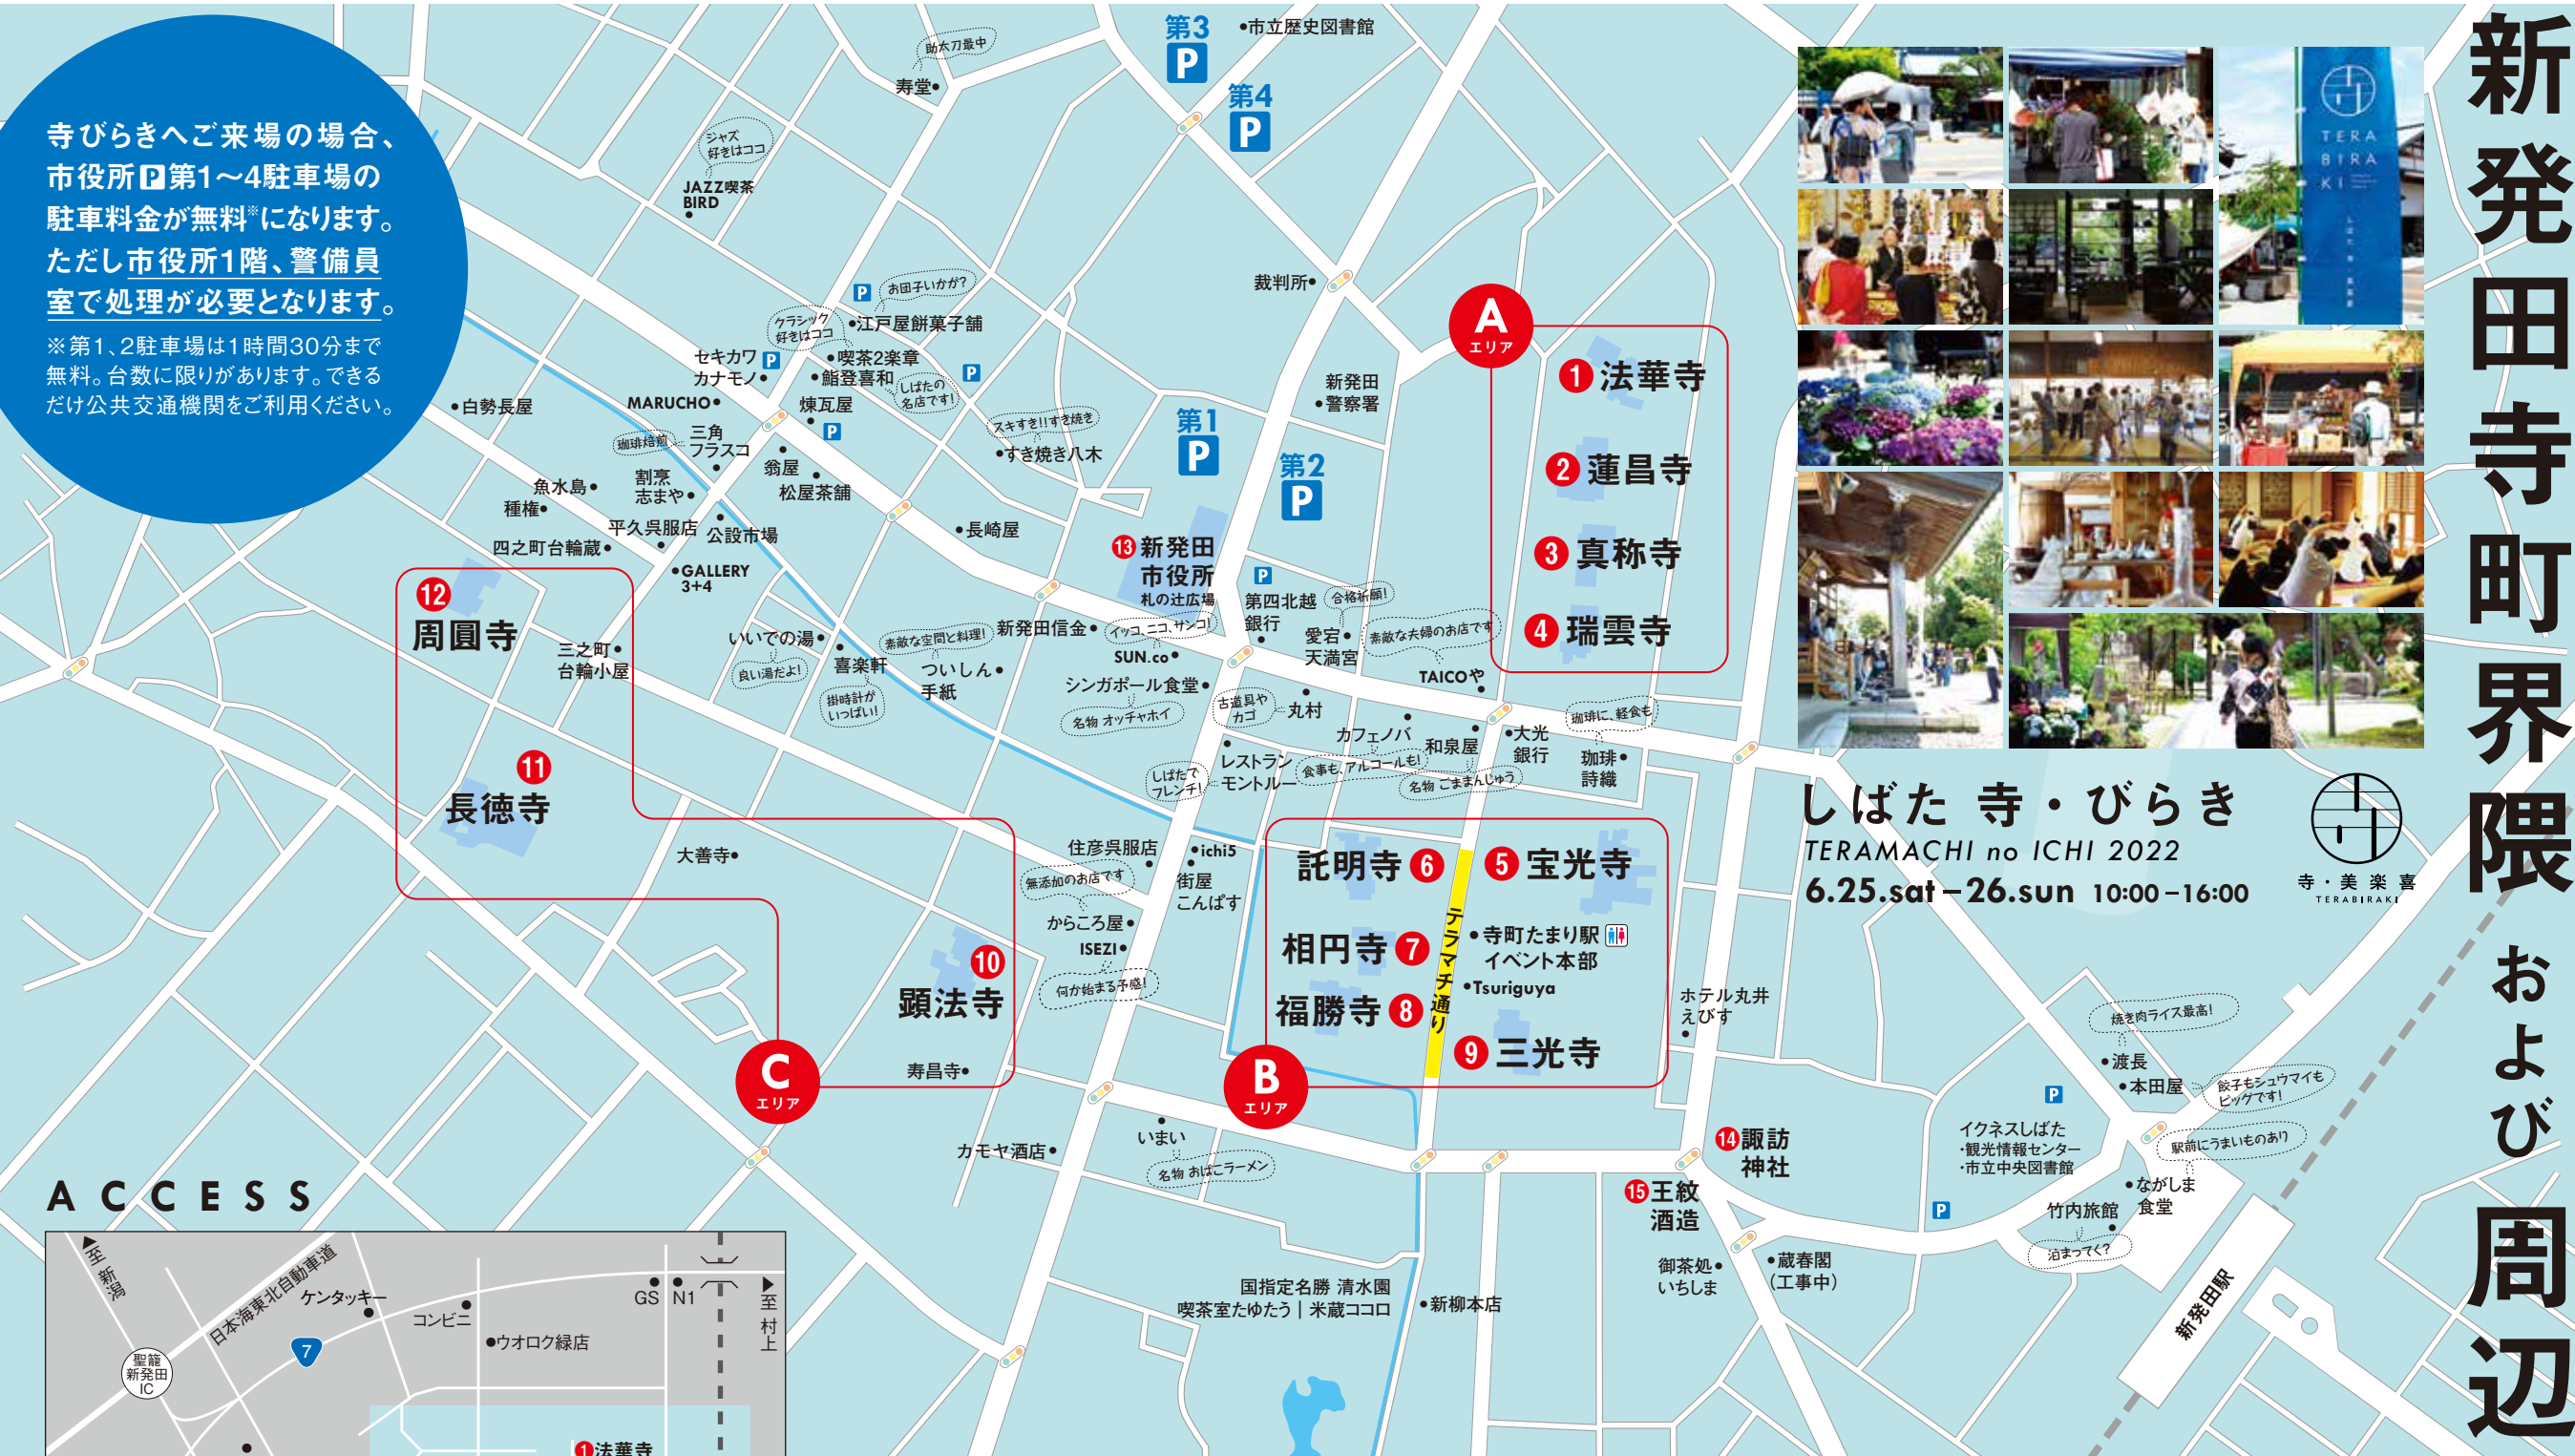 寺びらきへご来場の場合、
市役所P第1〜4駐車場の
駐車料金が無料※になります。
ただし市役所1階、警備員
室で処理が必要となります。
※第1、2駐車場は1時間30分まで
無料。台数に限りがあります。できる
だけ公共交通機関をご利用ください。
新発田寺町界隈 および 周辺
第3
P
•市立歴史図書館
第4
P
助太刀最中
寿堂•
ジャズ
好きはココ
JAZZ喫茶
BIRD
裁判所•
P
お団子いかが?
•江戸屋餅菓子舗
クラシック
好きはココ
•喫茶2楽章
•鮨登喜和
しばたの
名店です!
P
セキカワ P
カナモノ•
MARUCHO•
煉瓦屋
P
•白勢長屋
珈琲焙煎
三角
フラスコ
翁屋
松屋茶舗
スキすき!!すき焼き
•すき焼き八木
魚水島•
種権•
割烹
志まや•
平久呉服店
公設市場
四之町台輪蔵•
•GALLERY
3+4
•長崎屋
第1
P
第2
P
新発田
•警察署
A
エリア
1 法華寺
2 蓮昌寺
3 真称寺
4 瑞雲寺
13 新発田
市役所
札の辻広場
P
第四北越
銀行
合格祈願!
愛宕•
天満宮
素敵な夫婦のお店です
TAICOや
12
周圓寺
三之町•
台輪小屋
いいでの湯•
良い湯だよ!
喜楽軒
掛時計が
いっぱい!
素敵な空間と料理!
ついしん•
手紙
新発田信金•
イッコ、ニコ、サンコ!
SUN.co•
シンガポール食堂•
名物 オッチャホイ
古道具や
カゴ
丸村
カフェノバ
食事も、アルコールも!
和泉屋
名物 ごままんじゅう
•大光
銀行
珈琲に、軽食も
珈琲•
詩織
レストラン
モントルー
しばたで
フレンチ!
11
長徳寺
大善寺•
住彦呉服店
•ichi5
街屋
こんぱす
無添加のお店です
からころ屋•
ISEZI•
何か始まる予感!
10
顕法寺
寿昌寺•
C
エリア
託明寺 6
5 宝光寺
相円寺 7
福勝寺 8
テラマチ通り
•寺町たまり駅
イベント本部
•Tsuriguya
9 三光寺
B
エリア
ホテル丸井
えびす
カモヤ酒店•
いまい
名物 おばこラーメン
14 諏訪
神社
15 王紋
酒造
御茶処•
いちしま
•蔵春閣
(工事中)
国指定名勝 清水園
喫茶室たゆたう | 米蔵ココロ
•新柳本店
焼き肉ライス最高!
•渡長
•本田屋
餃子もシュウマイも
ビッグです!
P
イクネスしばた
・観光情報センター
・市立中央図書館
駅前にうまいものあり
•ながしま
食堂
竹内旅館
泊まってく?
P
新発田駅
TERA
BIRA
KI
しばた 寺・びらき
TERAMACHI no ICHI 2022
6.25.sat–26.sun 10:00–16:00
寺・美楽喜
TERABIRAKI
ACCESS
▲至 新潟
日本海東北自動車道
ケンタッキー
7
コンビニ
•ウオロク緑店
GS
N1
▶至 村上
聖籠
新発田
IC
1 法華寺